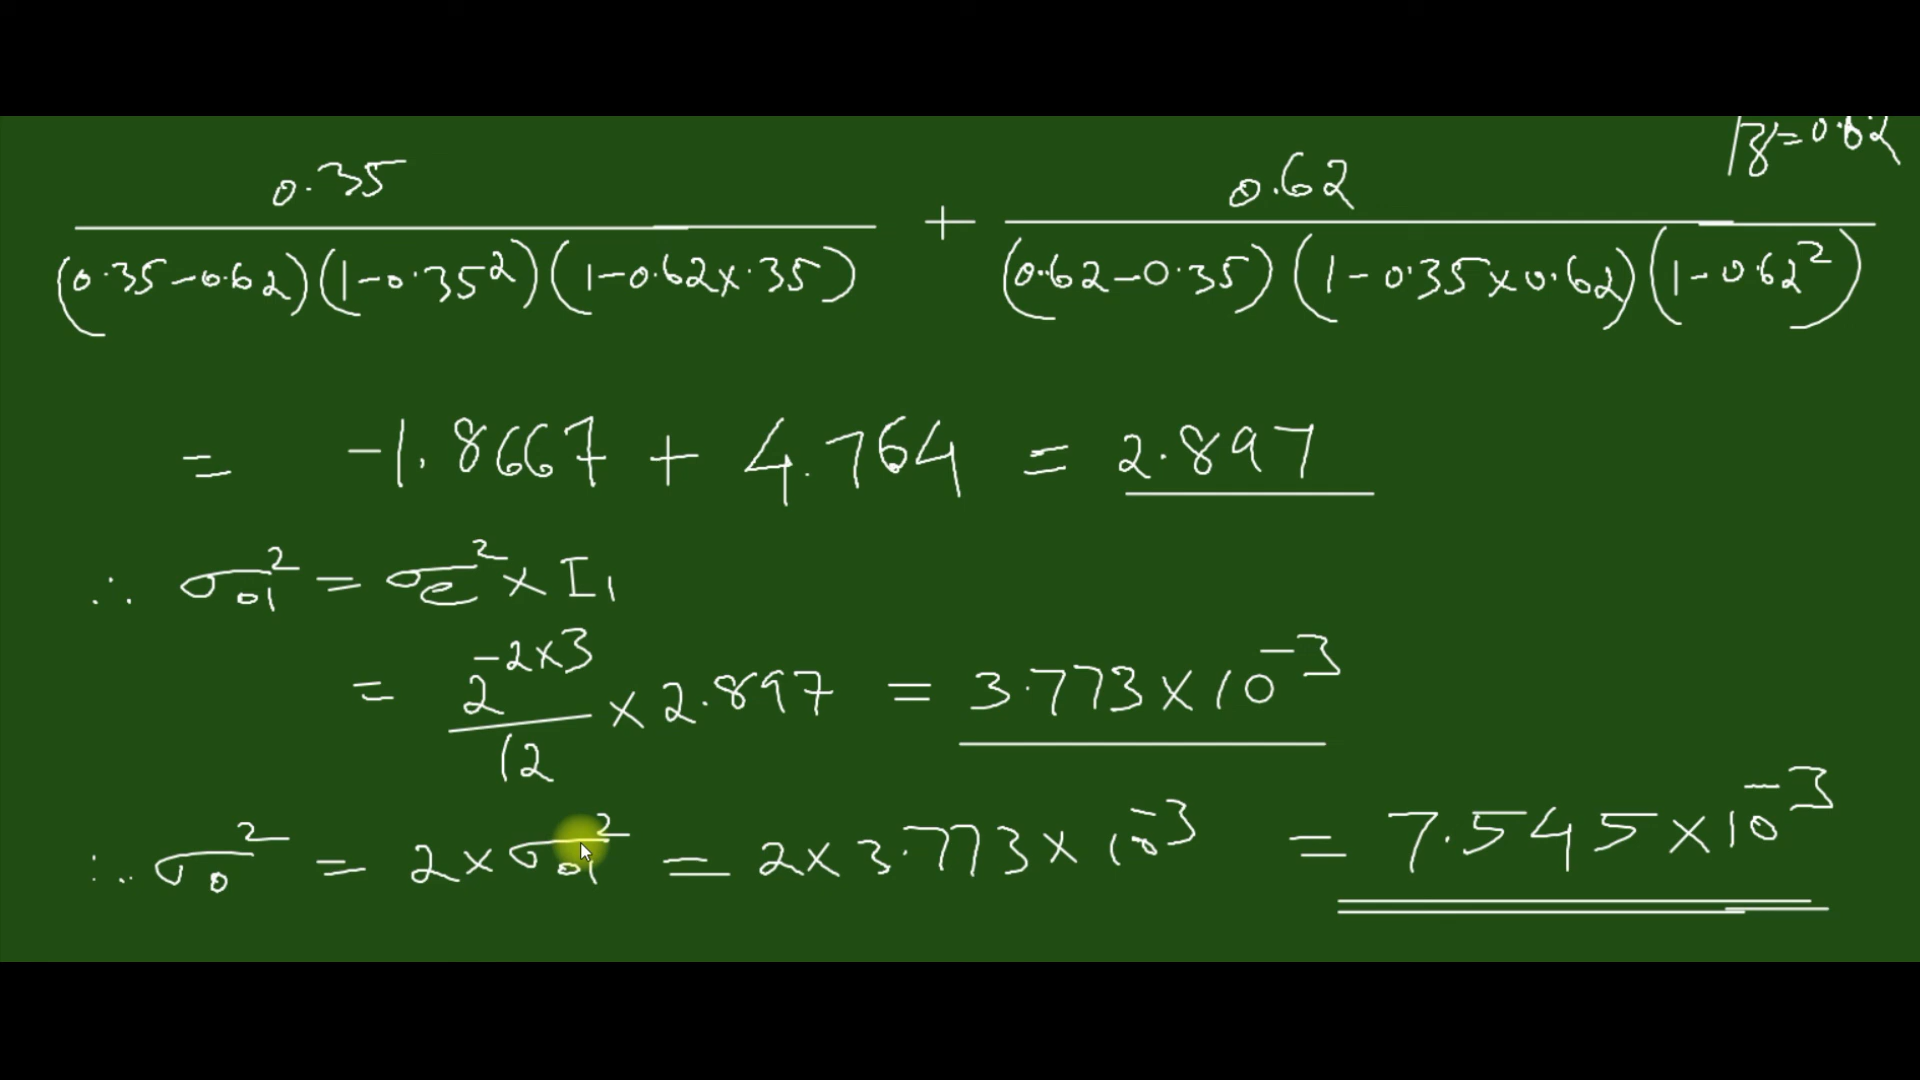 z=0.62
0.35 / (0.35-0.62)(1-0.35²)(1-0.62×.35) + 0.62 / (0.62-0.35)(1-0.35×0.62)(1-0.62²)
= -1.8667 + 4.764 = 2.897
∴ σ₀₁² = σₑ² × I₁
= 2^(-2×3) / 12 × 2.897 = 3.773×10⁻³
∴ σ₀² = 2×σ₀₁² = 2×3.773×10⁻³ = 7.545×10⁻³